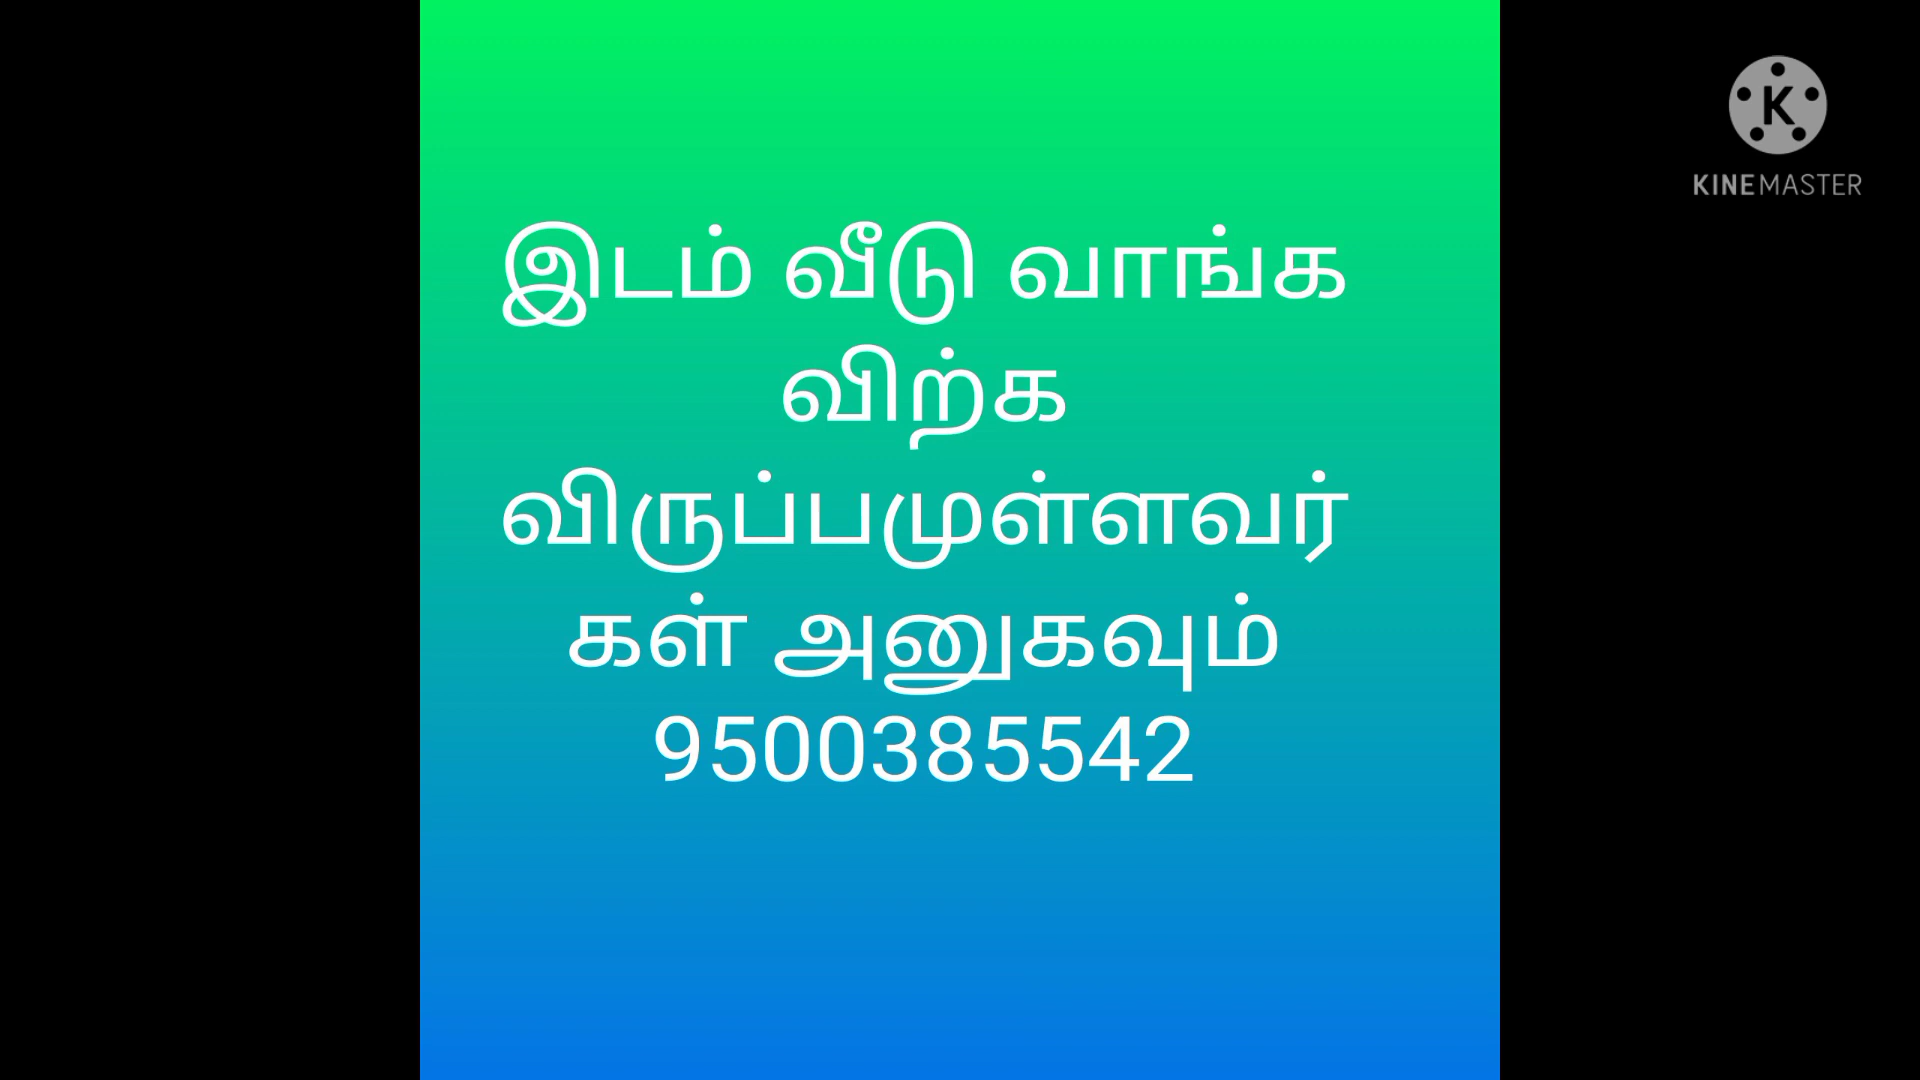 இடம் வீடு வாங்க
விற்க
விருப்பமுள்ளவர்
கள் அனுகவும்
9500385542
K
KINEMASTER